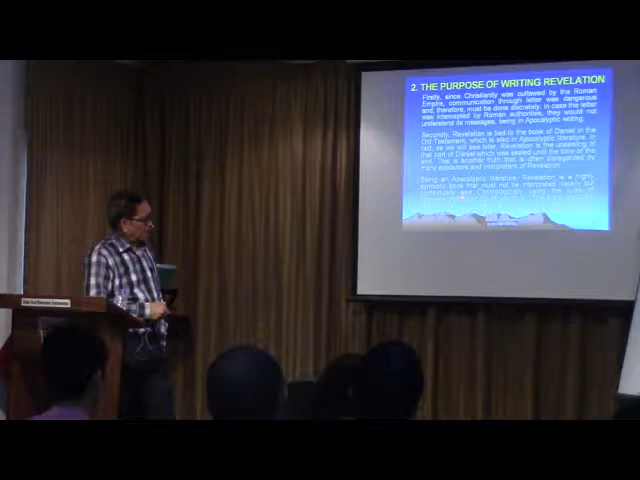 2. THE PURPOSE OF WRITING REVELATION
Firstly, since Christianity was outlawed by the Roman
Empire, communication through letter was dangerous
and, therefore, must be done discretely. In case the letter
was intercepted by Roman authorities, they would not
understand its messages, being in Apocalyptic writing.
Secondly, Revelation is tied to the book of Daniel in the
Old Testament, which is also in Apocalyptic literature. In
fact, as we will see later, Revelation is the unsealing of
that part of Daniel which was sealed until the time of the
end. This is another truth that is often disregarded by
many expositors and interpreters of Revelation
Being an Apocalyptic literature, Revelation is a highly
symbolic book that must not be interpreted literally but